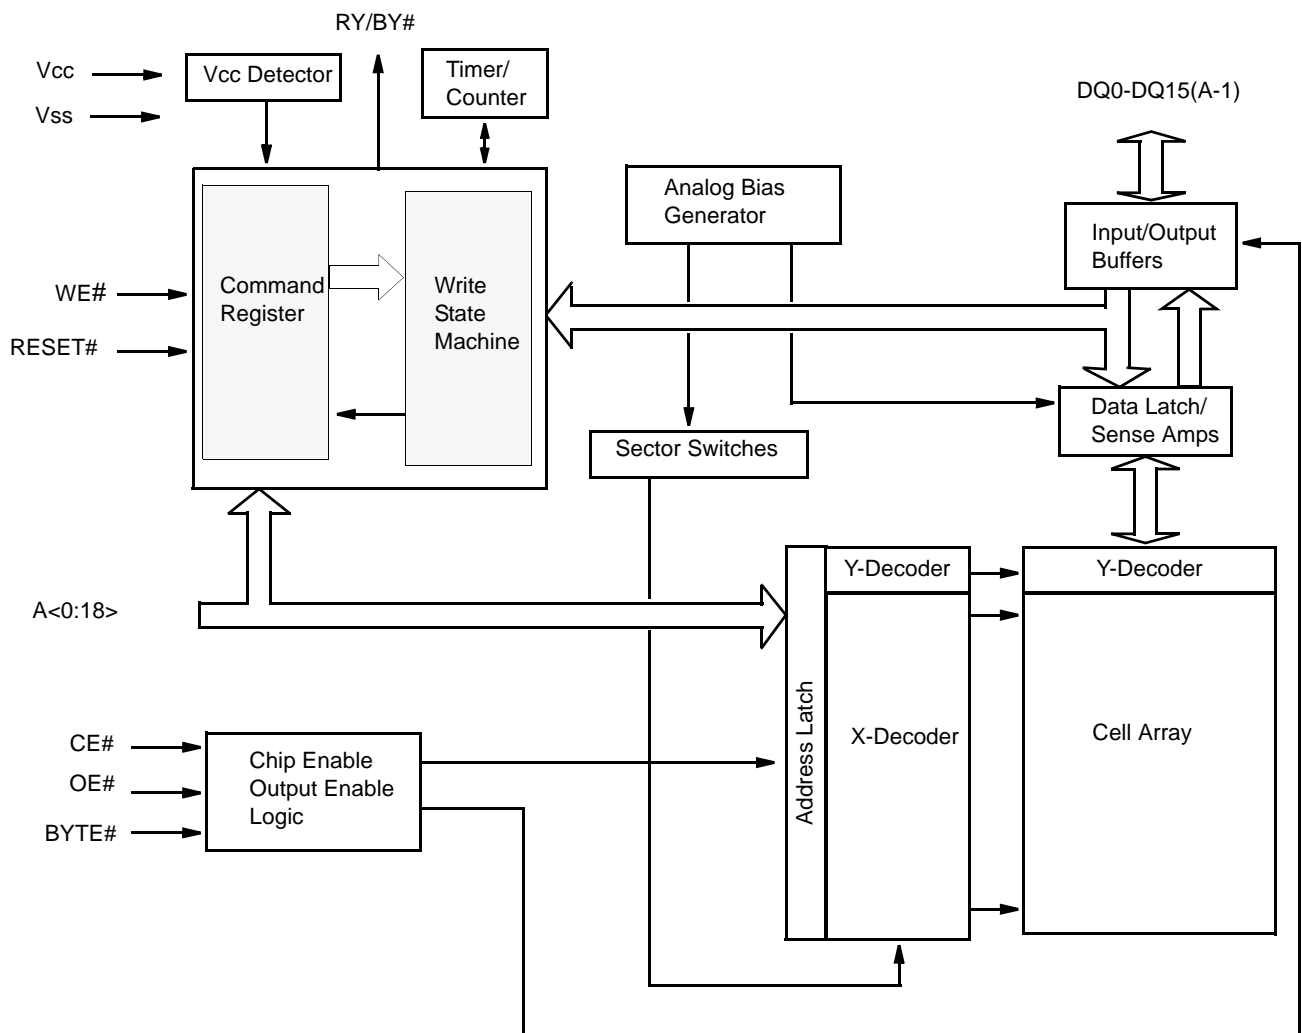 RY/BY#
Vcc
Vss
Vcc Detector
Timer/
Counter
DQ0-DQ15(A-1)
Analog Bias
Generator
Input/Output
Buffers
WE#
RESET#
Command
Register
Write
State
Machine
Data Latch/
Sense Amps
Sector Switches
A<0:18>
Y-Decoder
Y-Decoder
Address Latch
X-Decoder
Cell Array
CE#
OE#
BYTE#
Chip Enable
Output Enable
Logic